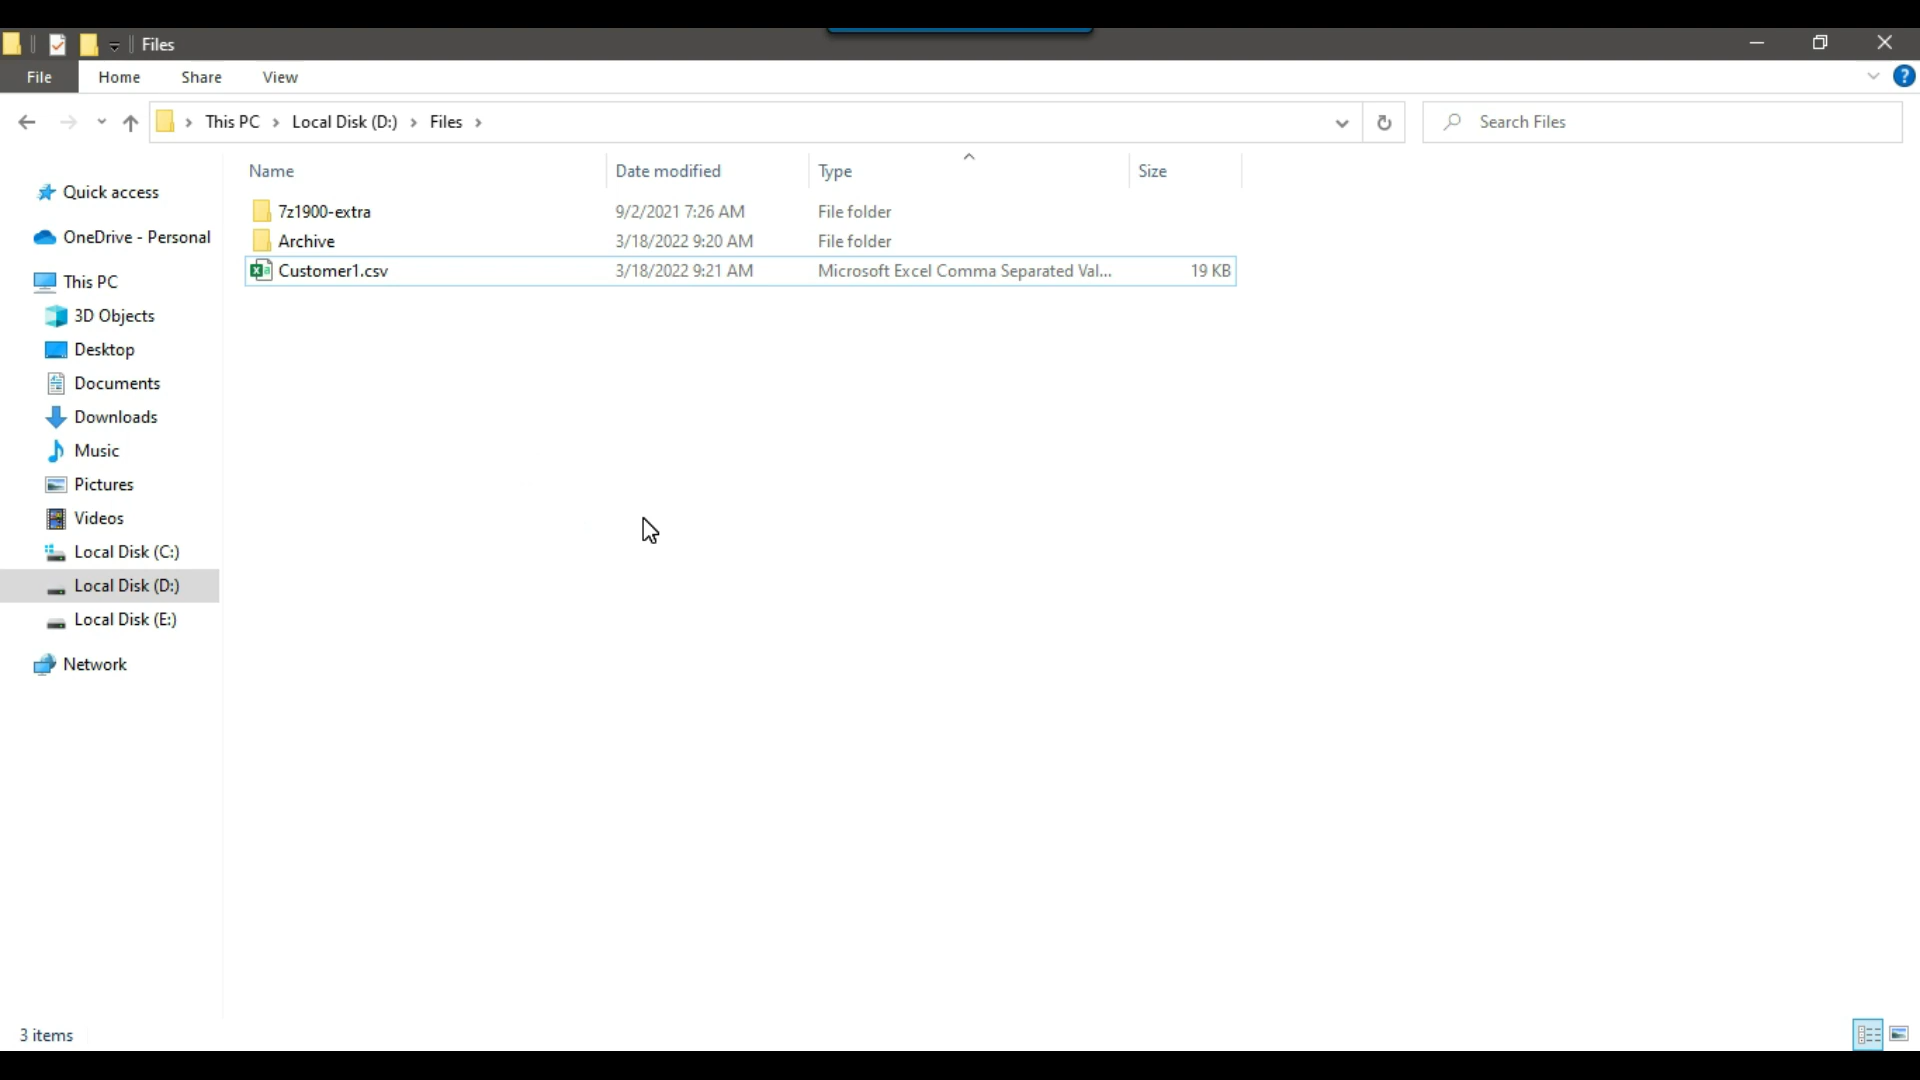 Files
File Home Share View
This PC Local Disk (D:) Files
Search Files
Name Date modified Type Size
7z1900-extra 9/2/2021 7:26 AM File folder
Archive 3/18/2022 9:20 AM File folder
Customer1.csv 3/18/2022 9:21 AM Microsoft Excel Comma Separated Val... 19 KB
Quick access
OneDrive - Personal
This PC
3D Objects
Desktop
Documents
Downloads
Music
Pictures
Videos
Local Disk (C:)
Local Disk (D:)
Local Disk (E:)
Network
3 items